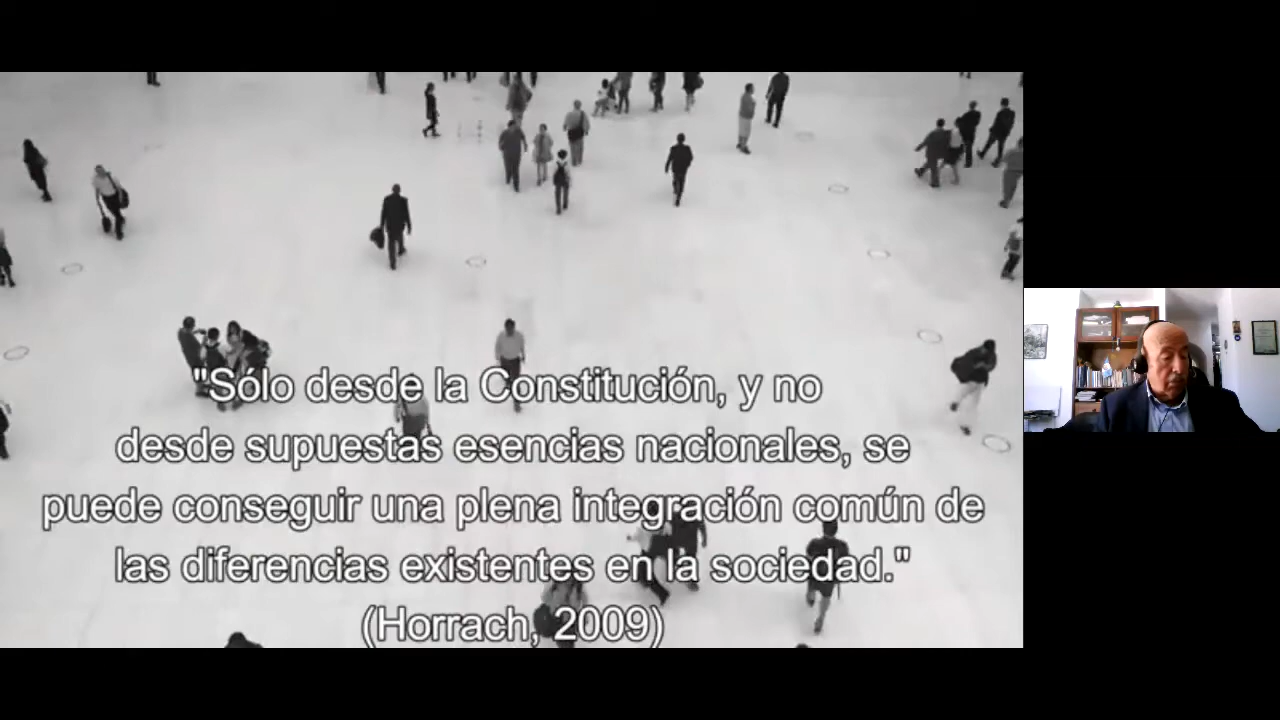 "Sólo desde la Constitución, y no
desde supuestas esencias nacionales, se
puede conseguir una plena integración común de
las diferencias existentes en la sociedad."
(Horrach, 2009)